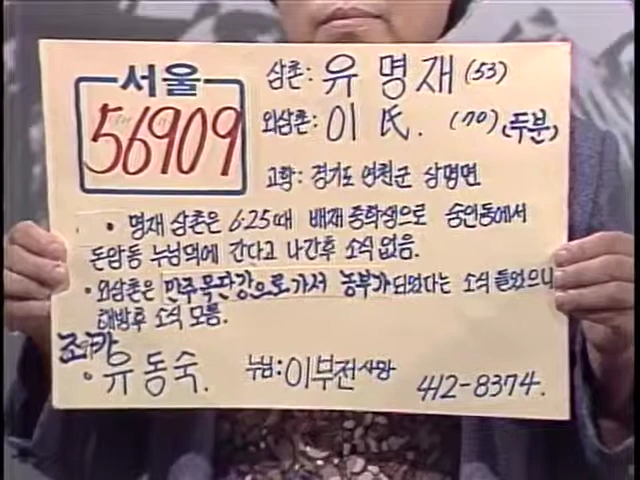 서울
56909
삼촌: 유명재 (53)
외삼촌: 이 氏. (70) (두분)
고향: 경기도 연천군 상명면
• 명재 삼촌은 6.25때 배재 중학생으로 숭인동에서
돈암동 누님댁에 간다고 나간후 소식 없음.
• 외삼촌은 만주목단강으로 가서 농부가 되었다는 소식 들었으나
해방후 소식 모름.
조카
• 유동숙. 누님: 이부전 사망 412-8374.